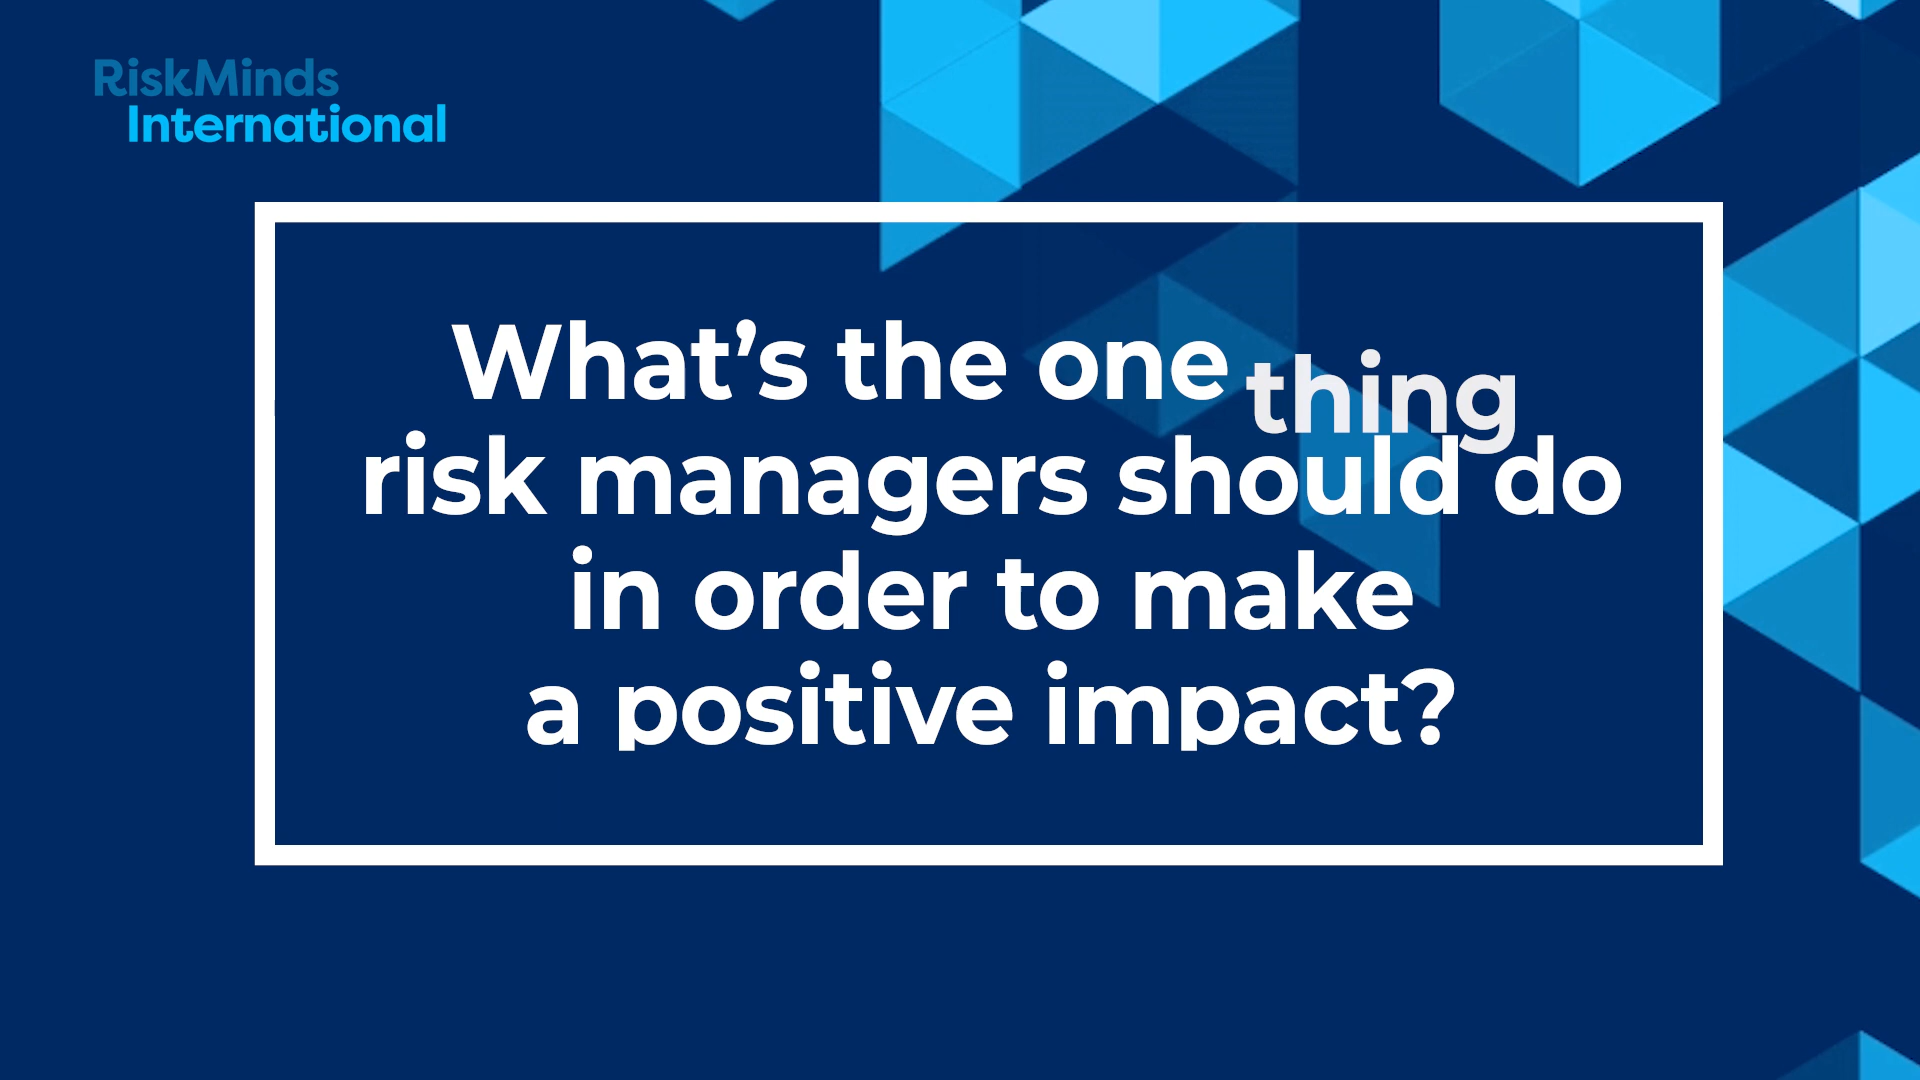 RiskMinds
International
What’s the one thing
risk managers should do
in order to make
a positive impact?